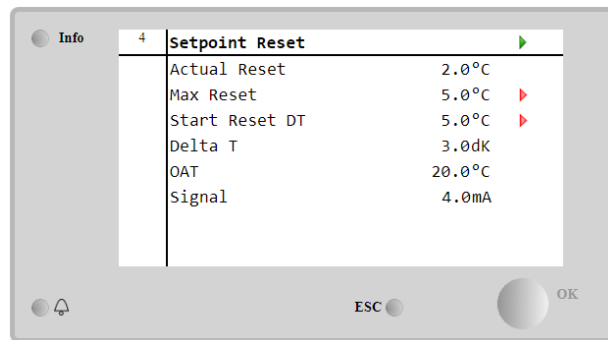 Info
4 Setpoint Reset
Actual Reset 2.0°C
Max Reset 5.0°C
Start Reset DT 5.0°C
Delta T 3.0dK
OAT 20.0°C
Signal 4.0mA
ESC OK